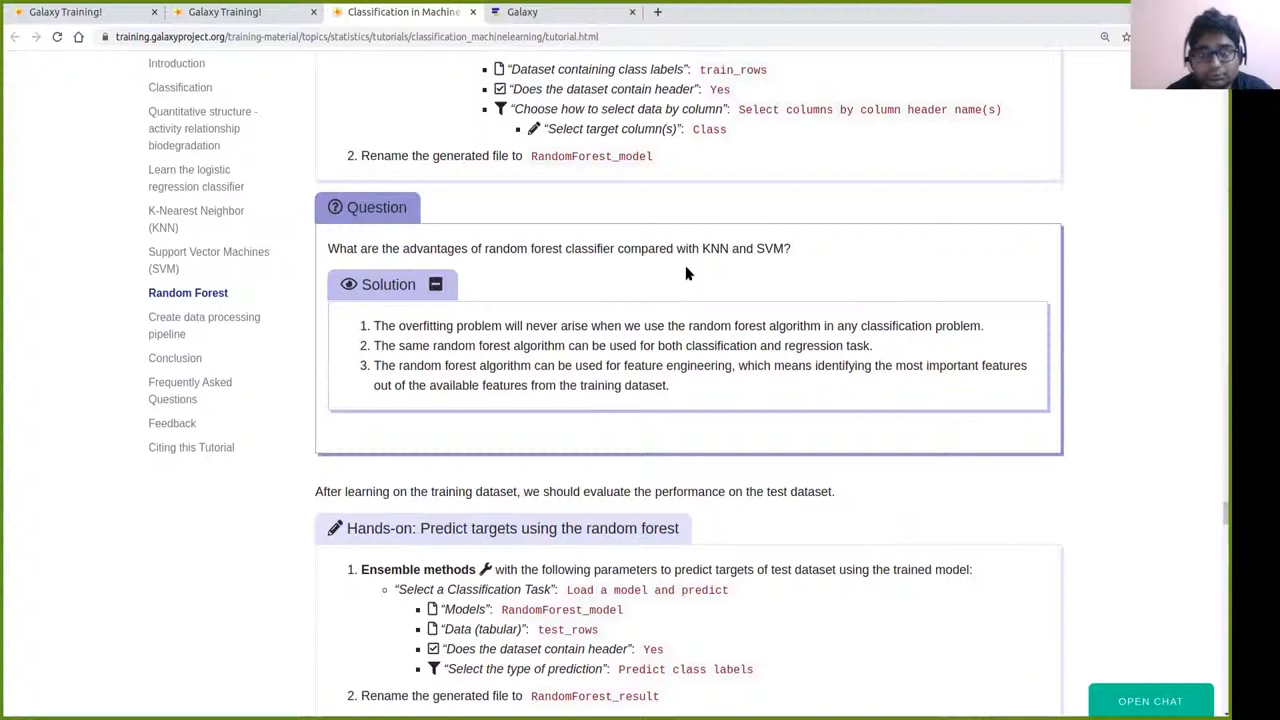 Galaxy Training!
Galaxy Training!
Classification in Machine
Galaxy
training.galaxyproject.org/training-material/topics/statistics/tutorials/classification_machinelearning/tutorial.html
Introduction
Classification
Quantitative structure -
activity relationship
biodegradation
Learn the logistic
regression classifier
K-Nearest Neighbor
(KNN)
Support Vector Machines
(SVM)
Random Forest
Create data processing
pipeline
Conclusion
Frequently Asked
Questions
Feedback
Citing this Tutorial
"Dataset containing class labels": train_rows
"Does the dataset contain header": Yes
"Choose how to select data by column": Select columns by column header name(s)
"Select target column(s)": Class
2. Rename the generated file to RandomForest_model
Question
What are the advantages of random forest classifier compared with KNN and SVM?
Solution
1. The overfitting problem will never arise when we use the random forest algorithm in any classification problem.
2. The same random forest algorithm can be used for both classification and regression task.
3. The random forest algorithm can be used for feature engineering, which means identifying the most important features
out of the available features from the training dataset.
After learning on the training dataset, we should evaluate the performance on the test dataset.
Hands-on: Predict targets using the random forest
1. Ensemble methods with the following parameters to predict targets of test dataset using the trained model:
"Select a Classification Task": Load a model and predict
"Models": RandomForest_model
"Data (tabular)": test_rows
"Does the dataset contain header": Yes
"Select the type of prediction": Predict class labels
2. Rename the generated file to RandomForest_result
OPEN CHAT